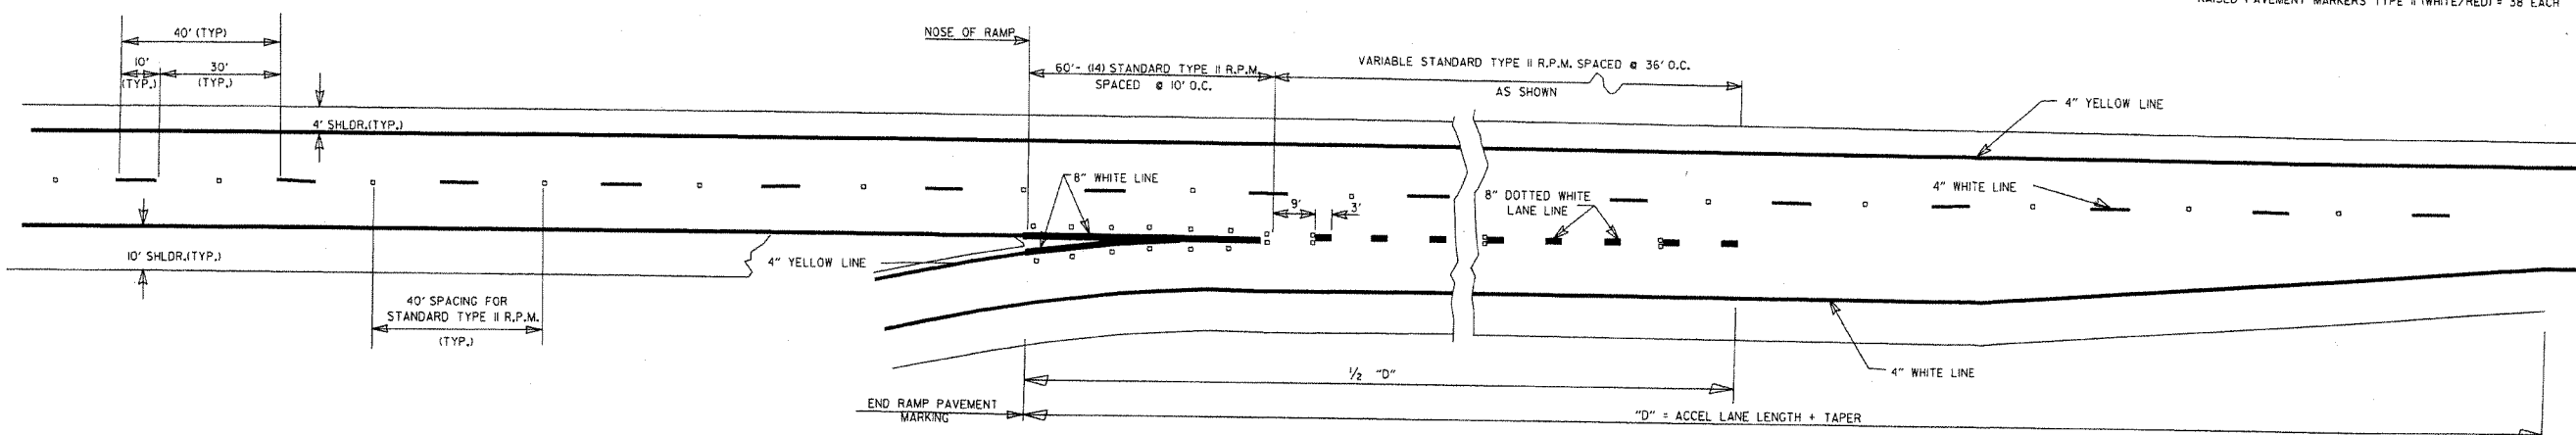 RAISED PAVEMENT MARKERS TYPE II (WHITE/RED) = 38 EACH
40' (TYP)
10'
(TYP.)
30'
(TYP.)
NOSE OF RAMP
60'- (14) STANDARD TYPE II R.P.M.
SPACED @ 10' O.C.
VARIABLE STANDARD TYPE II R.P.M. SPACED @ 36' O.C.
AS SHOWN
4" YELLOW LINE
4' SHLDR.(TYP.)
8" WHITE LINE
9'
3'
8" DOTTED WHITE
LANE LINE
4" WHITE LINE
10' SHLDR.(TYP.)
4" YELLOW LINE
40' SPACING FOR
STANDARD TYPE II R.P.M.
(TYP.)
1/2 "D"
4" WHITE LINE
END RAMP PAVEMENT
MARKING
"D" = ACCEL LANE LENGTH + TAPER